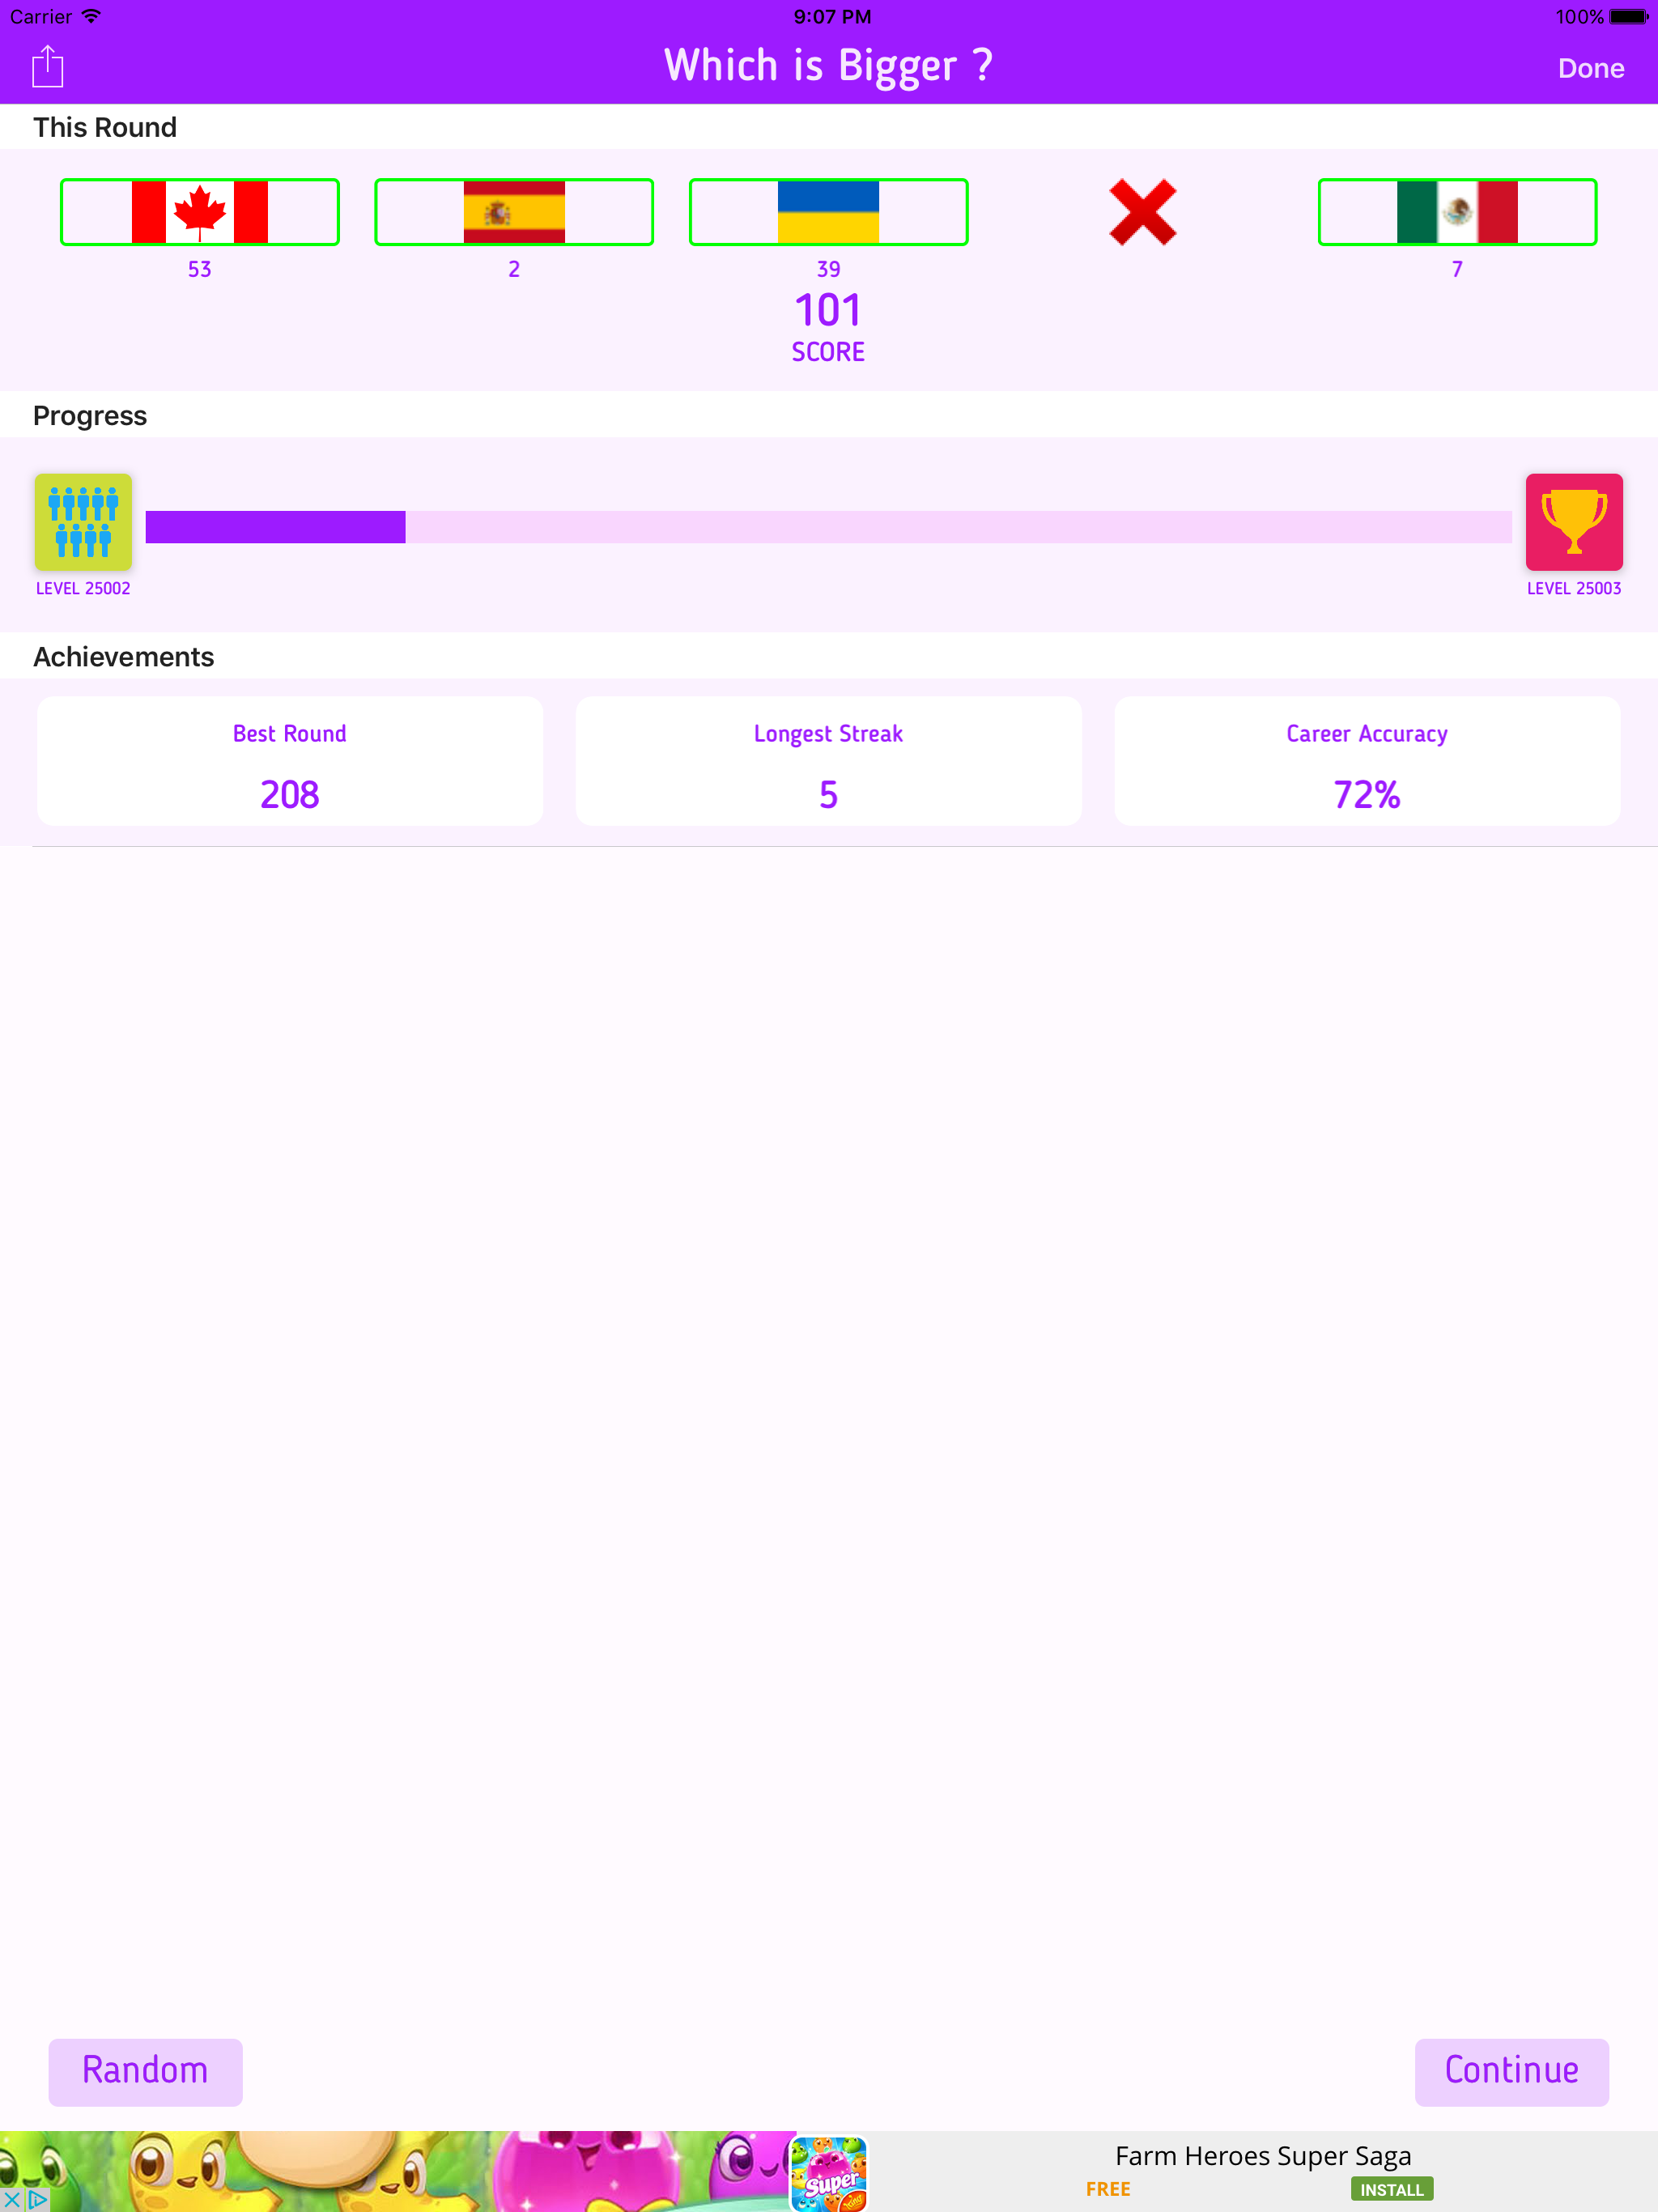 Carrier 9:07 PM 100%
Which is Bigger ?
Done
This Round
53 2 39 7
101
SCORE
Progress
LEVEL 25002 LEVEL 25003
Achievements
Best Round Longest Streak Career Accuracy
208 5 72%
Random Continue
Super
King
Farm Heroes Super Saga
FREE INSTALL